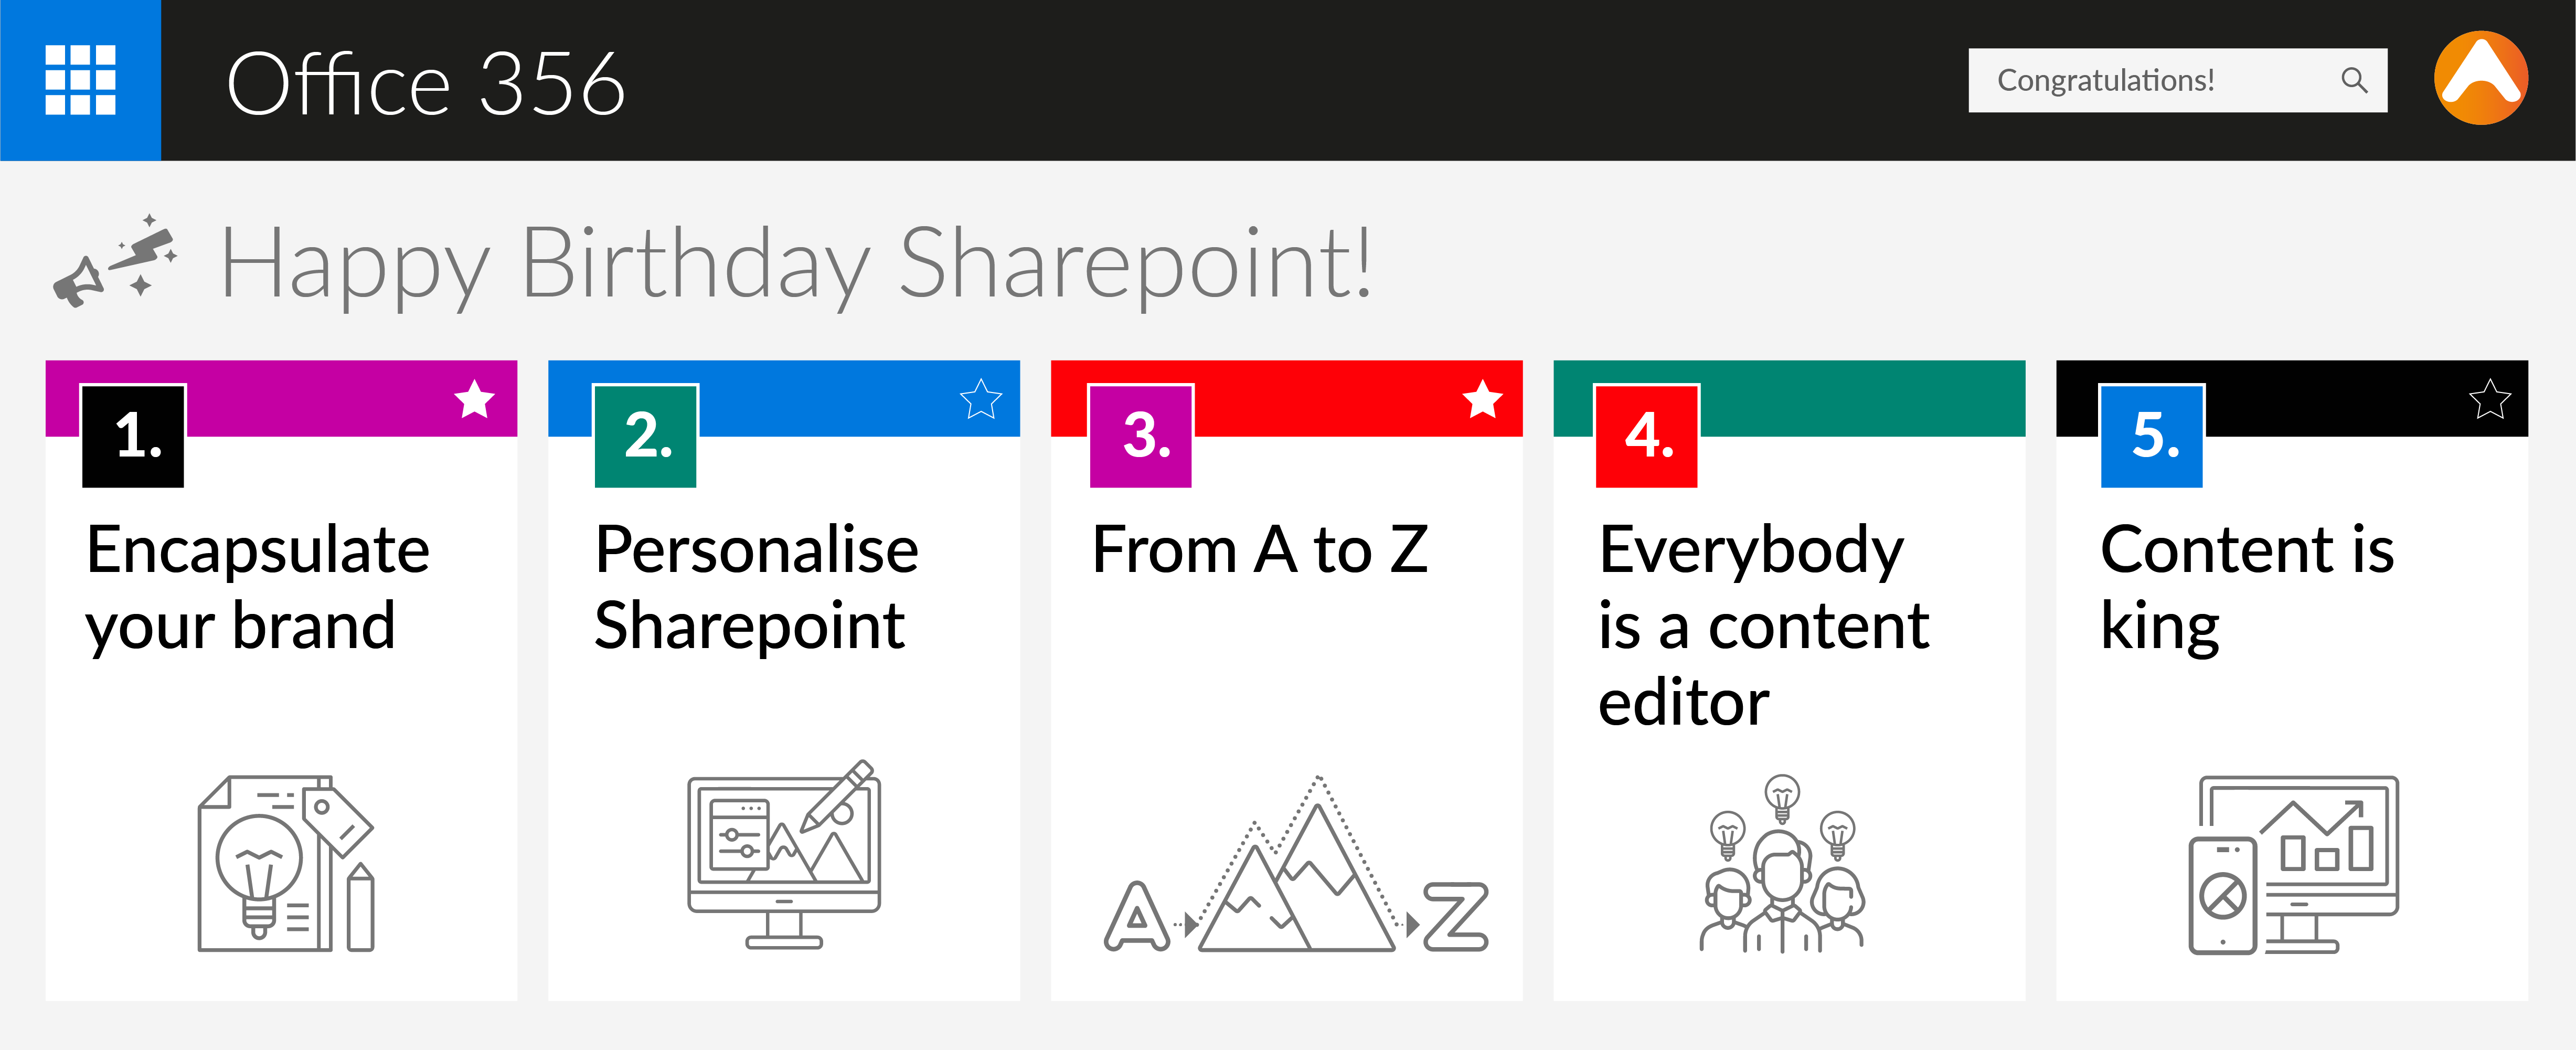 Office 356
Congratulations!
Happy Birthday Sharepoint!
1.
Encapsulate
your brand
2.
Personalise
Sharepoint
3.
From A to Z
A
Z
4.
Everybody
is a content
editor
5.
Content is
king